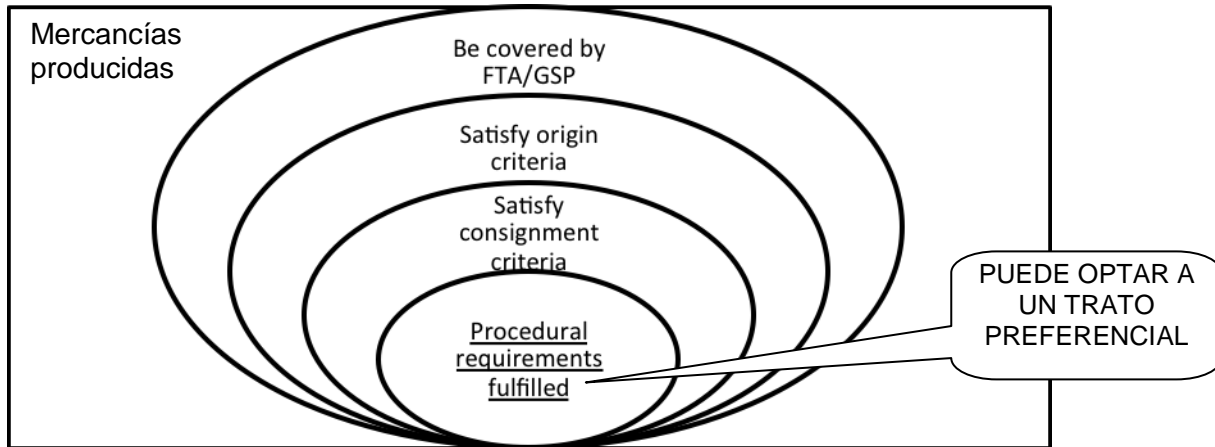 Mercancías
producidas
Be covered by
FTA/GSP
Satisfy origin
criteria
Satisfy
consignment
criteria
Procedural
requirements
fulfilled
PUEDE OPTAR A
UN TRATO
PREFERENCIAL